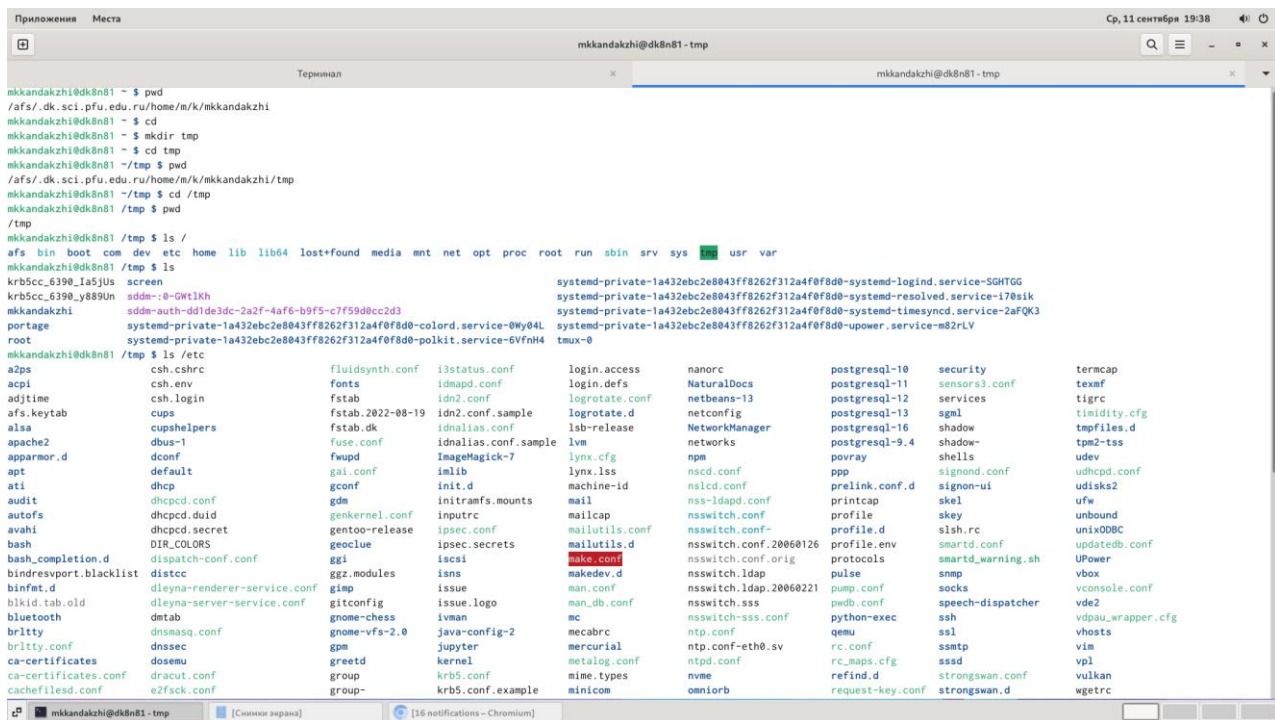 Приложения Места Ср, 11 сентября 19:38
mkkandakzhi@dk8n81 - tmp
Терминал mkkandakzhi@dk8n81 - tmp
mkkandakzhi@dk8n81 ~ $ pwd
/afs/.dk.sci.pfu.edu.ru/home/m/k/mkkandakzhi
mkkandakzhi@dk8n81 ~ $ cd
mkkandakzhi@dk8n81 ~ $ mkdir tmp
mkkandakzhi@dk8n81 ~ $ cd tmp
mkkandakzhi@dk8n81 ~/tmp $ pwd
/afs/.dk.sci.pfu.edu.ru/home/m/k/mkkandakzhi/tmp
mkkandakzhi@dk8n81 ~/tmp $ cd /tmp
mkkandakzhi@dk8n81 /tmp $ pwd
/tmp
mkkandakzhi@dk8n81 /tmp $ ls /
afs bin boot com dev etc home lib lib64 lost+found media mnt net opt proc root run sbin srv sys tmp usr var
mkkandakzhi@dk8n81 /tmp $ ls
krb5cc_6390_Ia5jUs screen systemd-private-1a432ebc2e8043ff8262f312a4f0f8d0-systemd-logind.service-SGHTGG
krb5cc_6390_y889Un sddm-:0-GWtlKh systemd-private-1a432ebc2e8043ff8262f312a4f0f8d0-systemd-resolved.service-i70sik
mkkandakzhi sddm-auth-dd1de3dc-2a2f-4af6-b9f5-c7f59d0cc2d3 systemd-private-1a432ebc2e8043ff8262f312a4f0f8d0-systemd-timesyncd.service-2aFQK3
portage systemd-private-1a432ebc2e8043ff8262f312a4f0f8d0-colord.service-0Wy04L systemd-private-1a432ebc2e8043ff8262f312a4f0f8d0-upower.service-m82rLV
root systemd-private-1a432ebc2e8043ff8262f312a4f0f8d0-polkit.service-6VfnH4 tmux-0
mkkandakzhi@dk8n81 /tmp $ ls /etc
a2ps csh.cshrc fluidsynth.conf i3status.conf login.access nanorc postgresql-10 security termcap
acpi csh.env fonts idmapd.conf login.defs NaturalDocs postgresql-11 sensors3.conf texmf
adjtime csh.login fstab idn2.conf logrotate.conf netbeans-13 postgresql-12 services tigrc
afs.keytab cups fstab.2022-08-19 idn2.conf.sample logrotate.d netconfig postgresql-13 sgml timidity.cfg
alsa cupshelpers fstab.dk idnalias.conf lsb-release NetworkManager postgresql-16 shadow tmpfiles.d
apache2 dbus-1 fuse.conf idnalias.conf.sample lvm networks postgresql-9.4 shadow- tpm2-tss
apparmor.d dconf fwupd ImageMagick-7 lynx.cfg npm povray shells udev
apt default gai.conf imlib lynx.lss nscd.conf ppp signond.conf udhcpd.conf
ati dhcp gconf init.d machine-id nslcd.conf prelink.conf.d signon-ui udisks2
audit dhcpcd.conf gdm initramfs.mounts mail nss-ldapd.conf printcap skel ufw
autofs dhcpcd.duid genkernel.conf inputrc mailcap nsswitch.conf profile skey unbound
avahi dhcpcd.secret gentoo-release ipsec.conf mailutils.conf nsswitch.conf- profile.d slsh.rc unixODBC
bash DIR_COLORS geoclue ipsec.secrets mailutils.d nsswitch.conf.20060126 profile.env smartd.conf updatedb.conf
bash_completion.d dispatch-conf.conf ggi iscsi make.conf nsswitch.conf.orig protocols smartd_warning.sh UPower
bindresvport.blacklist distcc ggz.modules isns makedev.d nsswitch.ldap pulse snmp vbox
binfmt.d dleyna-renderer-service.conf gimp issue man.conf nsswitch.ldap.20060221 pump.conf socks vconsole.conf
blkid.tab.old dleyna-server-service.conf gitconfig issue.logo man_db.conf nsswitch.sss pwdb.conf speech-dispatcher vde2
bluetooth dmtab gnome-chess ivman mc nsswitch-sss.conf python-exec ssh vdpau_wrapper.cfg
brltty dnsmasq.conf gnome-vfs-2.0 java-config-2 mecabrc ntp.conf qemu ssl vhosts
brltty.conf dnssec gpm jupyter mercurial ntp.conf-eth0.sv rc.conf ssmtp vim
ca-certificates dosemu greetd kernel metalog.conf ntpd.conf rc_maps.cfg sssd vpl
ca-certificates.conf dracut.conf group krb5.conf mime.types nvme refind.d strongswan.conf vulkan
cachefilesd.conf e2fsck.conf group- krb5.conf.example minicom omniorb request-key.conf strongswan.d wgetrc
mkkandakzhi@dk8n81 - tmp [Снимки экрана] [16 notifications – Chromium]